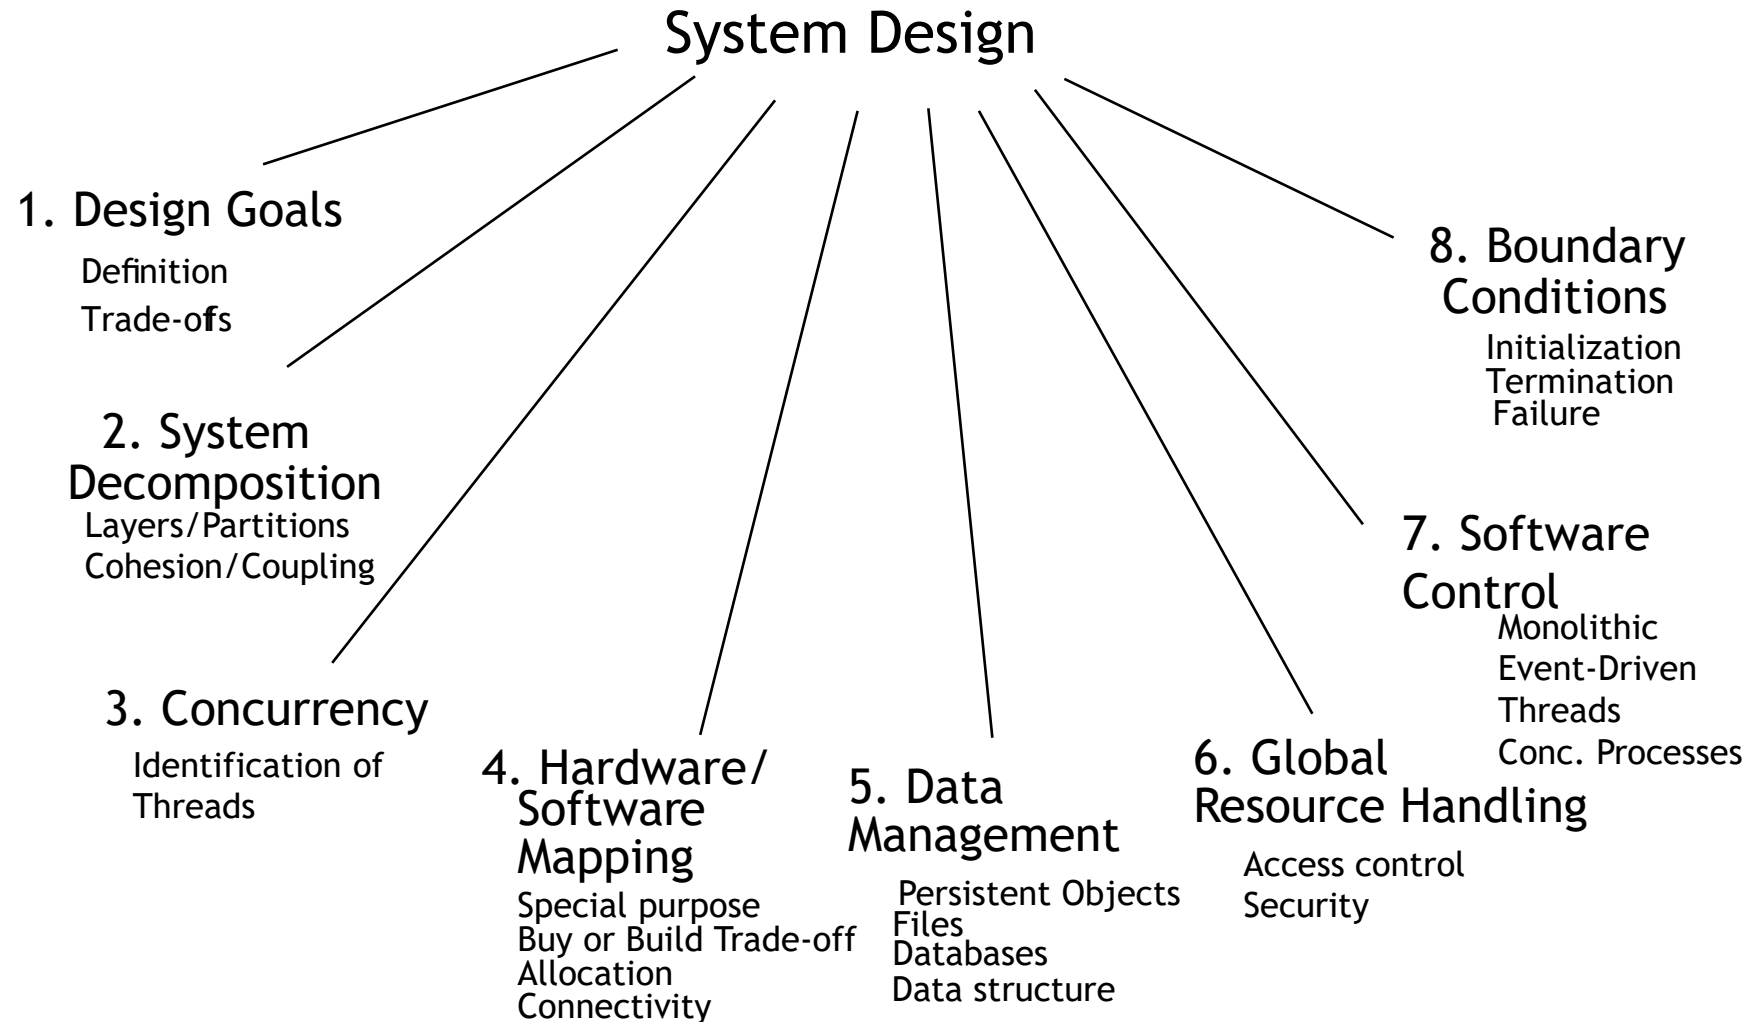 System Design
1. Design Goals
Definition
Trade-offs
2. System
Decomposition
Layers/Partitions
Cohesion/Coupling
3. Concurrency
Identification of
Threads
4. Hardware/
Software
Mapping
Special purpose
Buy or Build Trade-off
Allocation
Connectivity
5. Data
Management
Persistent Objects
Files
Databases
Data structure
6. Global
Resource Handling
Access control
Security
7. Software
Control
Monolithic
Event-Driven
Threads
Conc. Processes
8. Boundary
Conditions
Initialization
Termination
Failure